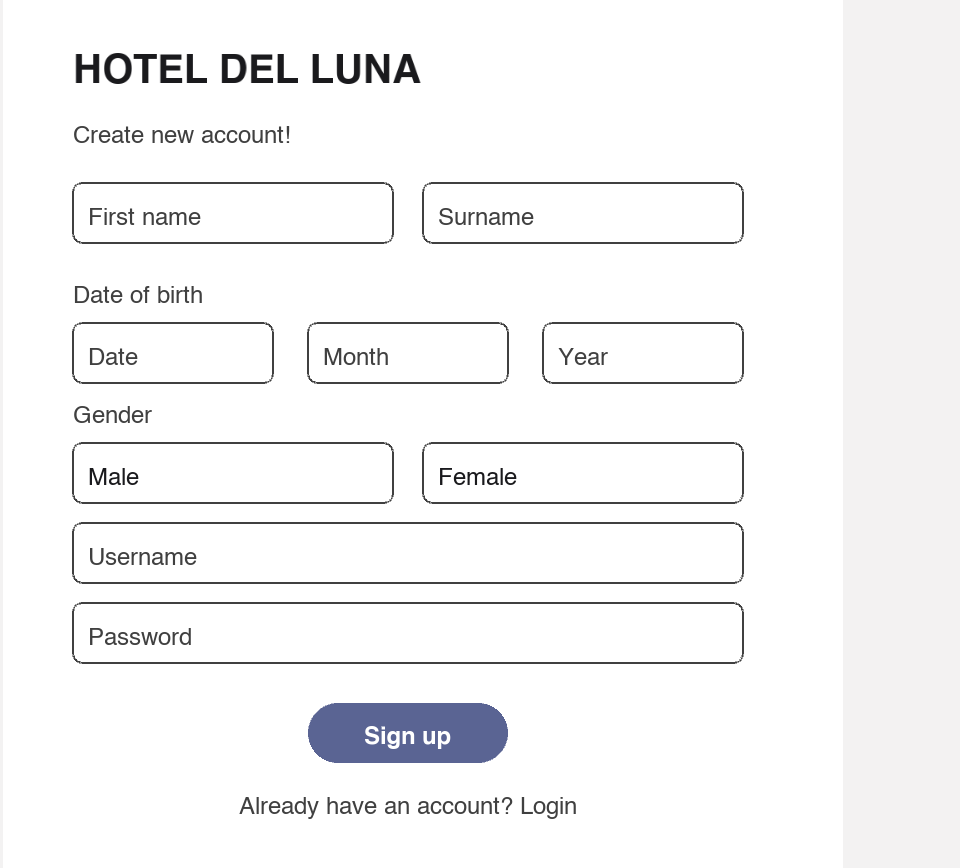 HOTEL DEL LUNA
Create new account!
First name Surname
Date of birth
Date Month Year
Gender
Male Female
Username
Password
Sign up
Already have an account? Login